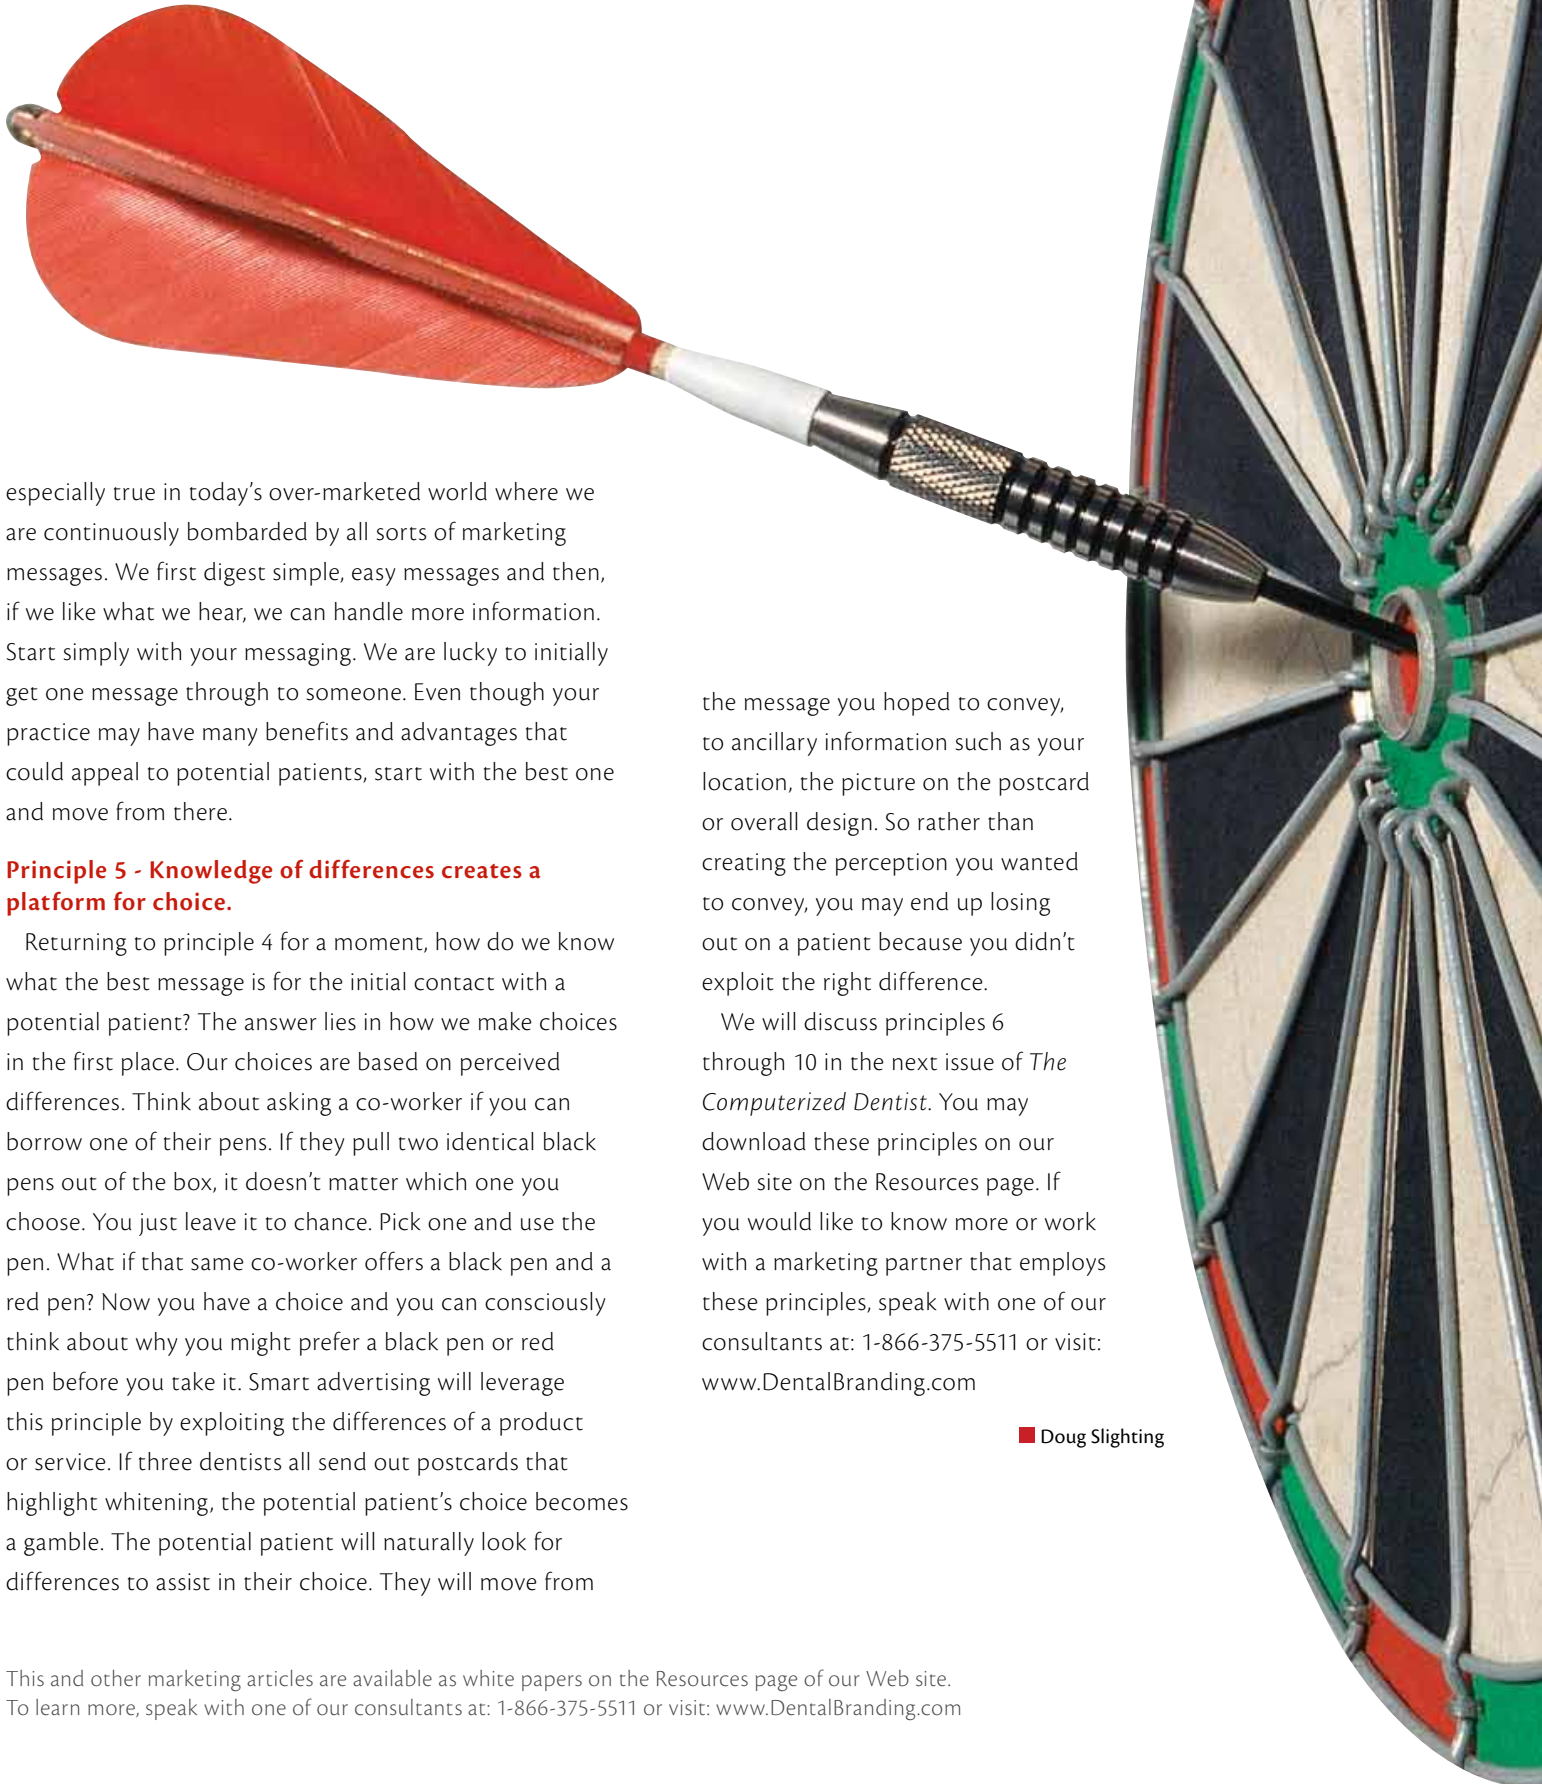 especially true in today's over-marketed world where we
are continuously bombarded by all sorts of marketing
messages. We first digest simple, easy messages and then,
if we like what we hear, we can handle more information.
Start simply with your messaging. We are lucky to initially
get one message through to someone. Even though your
practice may have many benefits and advantages that
could appeal to potential patients, start with the best one
and move from there.
Principle 5 - Knowledge of differences creates a
platform for choice.
Returning to principle 4 for a moment, how do we know
what the best message is for the initial contact with a
potential patient? The answer lies in how we make choices
in the first place. Our choices are based on perceived
differences. Think about asking a co-worker if you can
borrow one of their pens. If they pull two identical black
pens out of the box, it doesn't matter which one you
choose. You just leave it to chance. Pick one and use the
pen. What if that same co-worker offers a black pen and a
red pen? Now you have a choice and you can consciously
think about why you might prefer a black pen or red
pen before you take it. Smart advertising will leverage
this principle by exploiting the differences of a product
or service. If three dentists all send out postcards that
highlight whitening, the potential patient's choice becomes
a gamble. The potential patient will naturally look for
differences to assist in their choice. They will move from
the message you hoped to convey,
to ancillary information such as your
location, the picture on the postcard
or overall design. So rather than
creating the perception you wanted
to convey, you may end up losing
out on a patient because you didn't
exploit the right difference.
We will discuss principles 6
through 10 in the next issue of The
Computerized Dentist. You may
download these principles on our
Web site on the Resources page. If
you would like to know more or work
with a marketing partner that employs
these principles, speak with one of our
consultants at: 1-866-375-5511 or visit:
www.DentalBranding.com
Doug Slighting
This and other marketing articles are available as white papers on the Resources page of our Web site.
To learn more, speak with one of our consultants at: 1-866-375-5511 or visit: www.DentalBranding.com